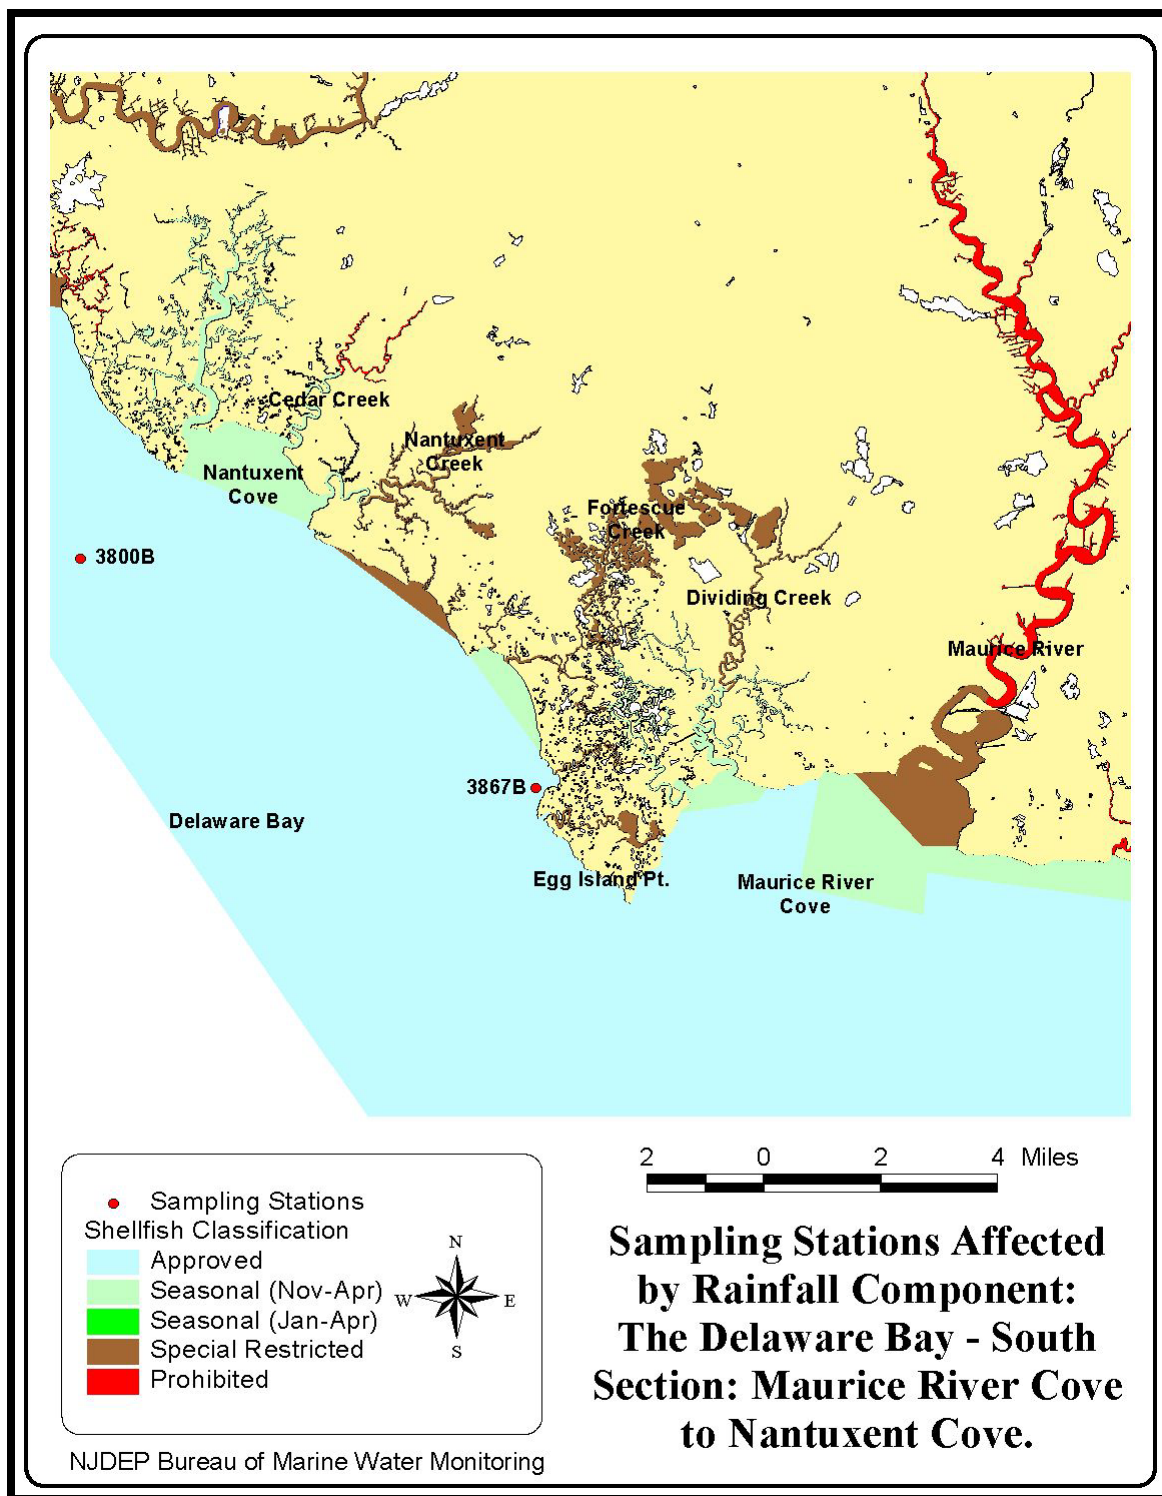 Cedar Creek
Nantuxent
Creek
Nantuxent
Cove
Fortescue
Creek
3800B
Dividing Creek
Maurice River
3867B
Delaware Bay
Egg Island Pt.
Maurice River
Cove
2 0 2 4 Miles
Sampling Stations
Shellfish Classification
Approved
Seasonal (Nov-Apr)
Seasonal (Jan-Apr)
Special Restricted
Prohibited
N
W E
S
Sampling Stations Affected
by Rainfall Component:
The Delaware Bay - South
Section: Maurice River Cove
to Nantuxent Cove.
NJDEP Bureau of Marine Water Monitoring